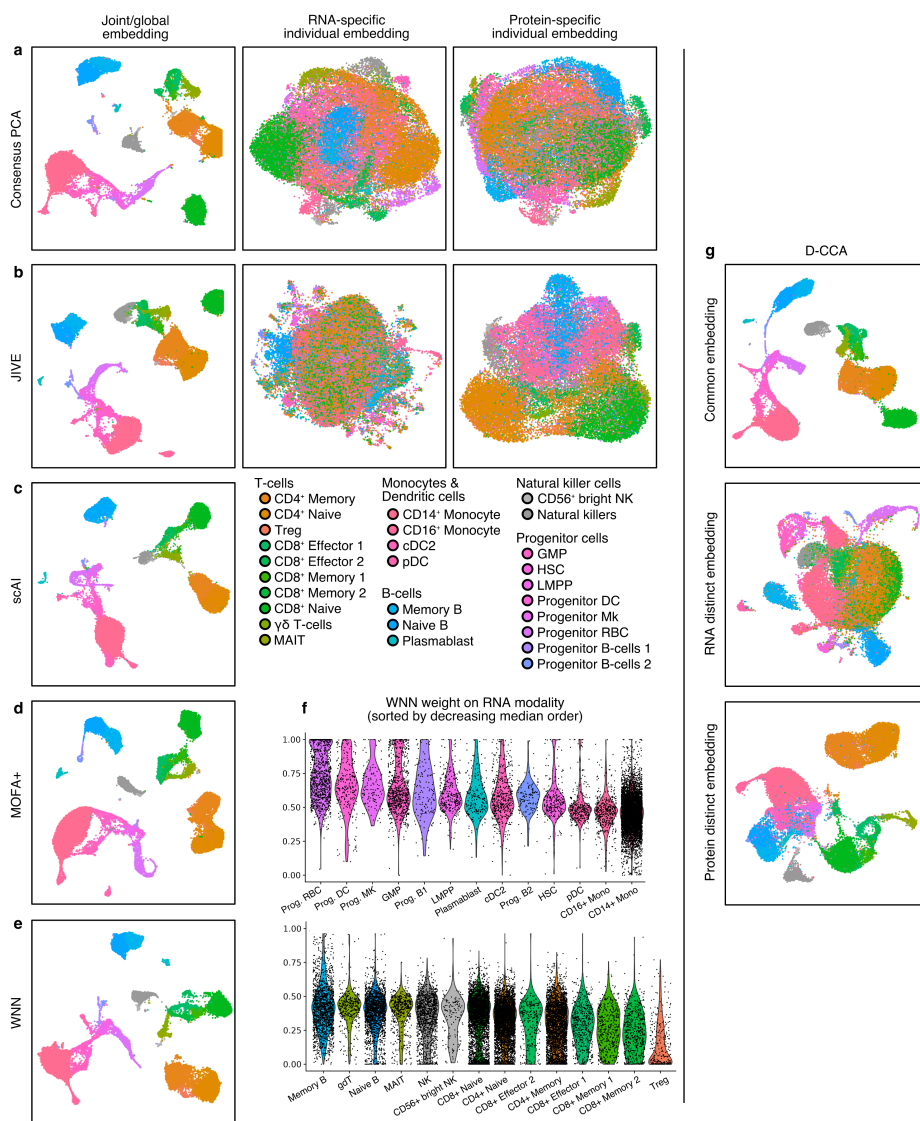 Joint/global
embedding
RNA-specific
individual embedding
Protein-specific
individual embedding
a
Consensus PCA
b
JIVE
c
scAI
T-cells
CD4⁺ Memory
CD4⁺ Naive
Treg
CD8⁺ Effector 1
CD8⁺ Effector 2
CD8⁺ Memory 1
CD8⁺ Memory 2
CD8⁺ Naive
γδ T-cells
MAIT
Monocytes &
Dendritic cells
CD14⁺ Monocyte
CD16⁺ Monocyte
cDC2
pDC
B-cells
Memory B
Naive B
Plasmablast
Natural killer cells
CD56⁺ bright NK
Natural killers
Progenitor cells
GMP
HSC
LMPP
Progenitor DC
Progenitor Mk
Progenitor RBC
Progenitor B-cells 1
Progenitor B-cells 2
d
MOFA+
e
WNN
f
WNN weight on RNA modality
(sorted by decreasing median order)
1.00
0.75
0.50
0.25
0.00
Prog. RBC
Prog. DC
Prog. MK
GMP
Prog. B1
LMPP
Plasmablast
cDC2
Prog. B2
HSC
pDC
CD16+ Mono
CD14+ Mono
1.00
0.75
0.50
0.25
0.00
Memory B
gdT
Naive B
MAIT
NK
CD56+ bright NK
CD8+ Naive
CD4+ Naive
CD8+ Effector 2
CD4+ Memory
CD8+ Effector 1
CD8+ Memory 1
CD8+ Memory 2
Treg
g
D-CCA
Common embedding
RNA distinct embedding
Protein distinct embedding